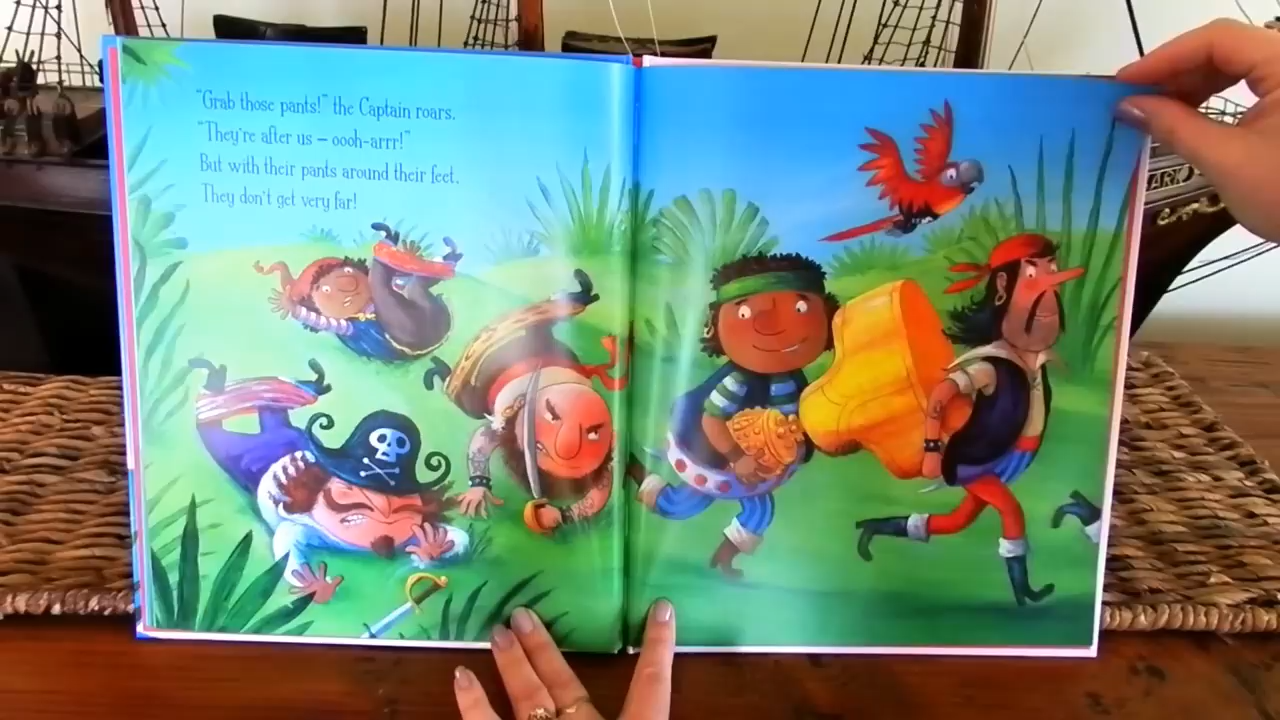 "Grab those pants!" the Captain roars.
"They're after us – oooh-arrr!"
But with their pants around their feet,
They don't get very far!
ARK